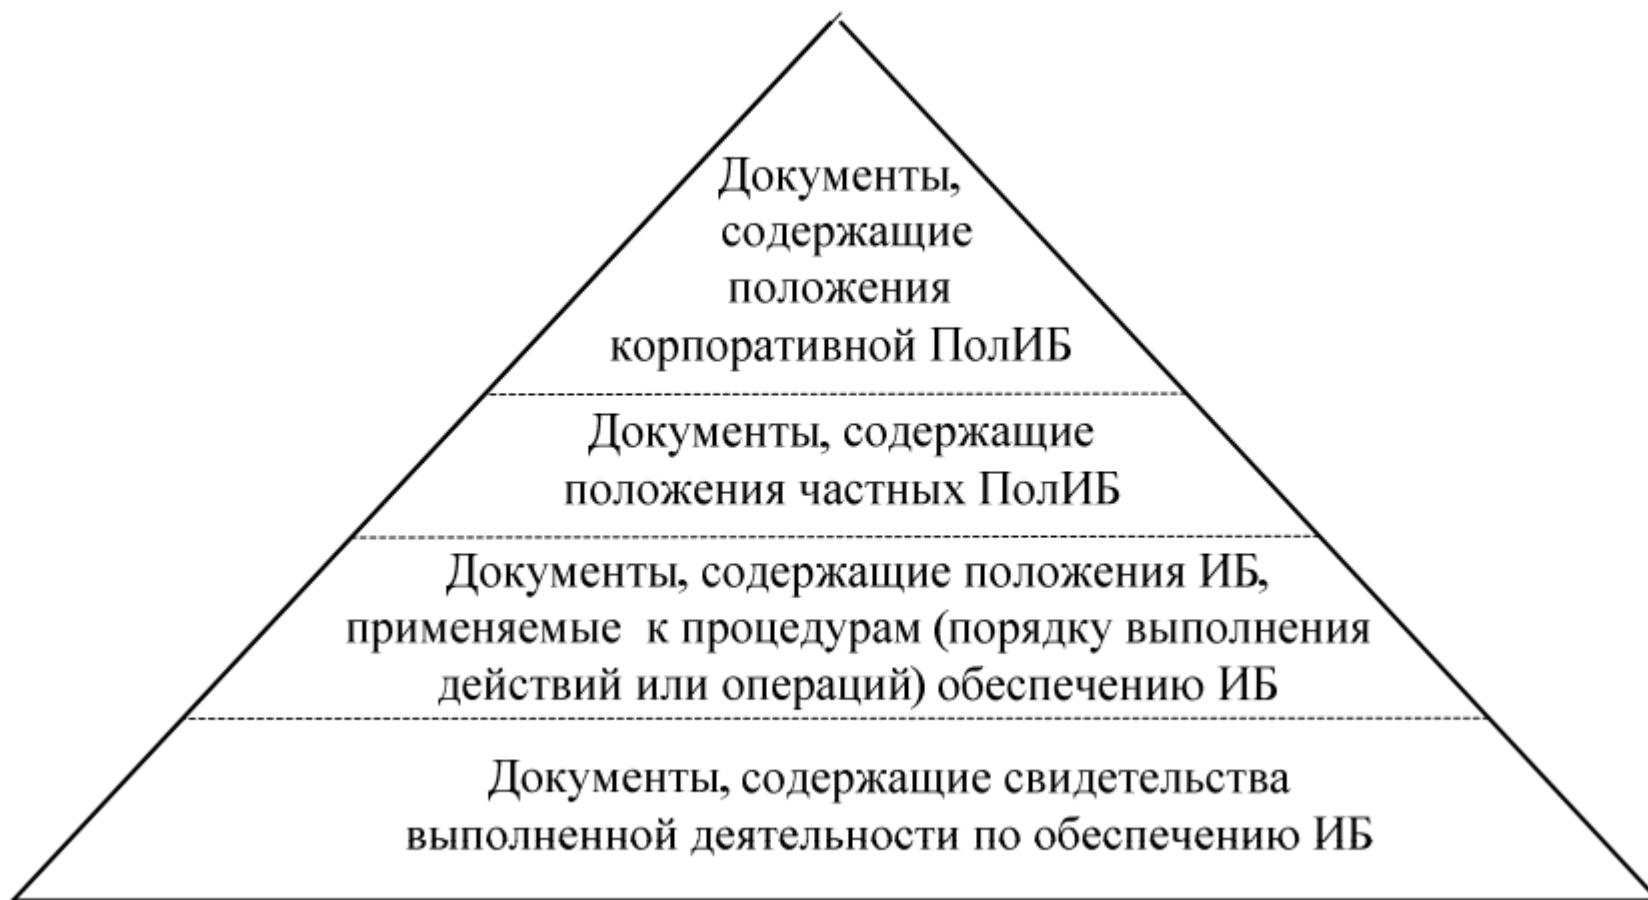 Документы,
содержащие
положения
корпоративной ПолИБ
Документы, содержащие
положения частных ПолИБ
Документы, содержащие положения ИБ,
применяемые к процедурам (порядку выполнения
действий или операций) обеспечению ИБ
Документы, содержащие свидетельства
выполненной деятельности по обеспечению ИБ